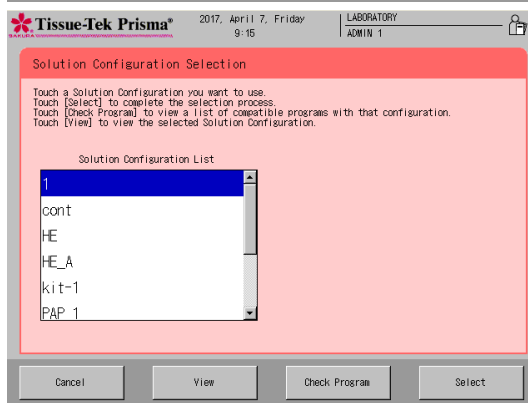 Tissue-Tek Prisma®
SAKURA
2017, April 7, Friday
9:15
LABORATORY
ADMIN 1
Solution Configuration Selection
Touch a Solution Configuration you want to use.
Touch [Select] to complete the selection process.
Touch [Check Program] to view a list of compatible programs with that configuration.
Touch [View] to view the selected Solution Configuration.
Solution Configuration List
1
cont
HE
HE_A
kit-1
PAP 1
Cancel
View
Check Program
Select